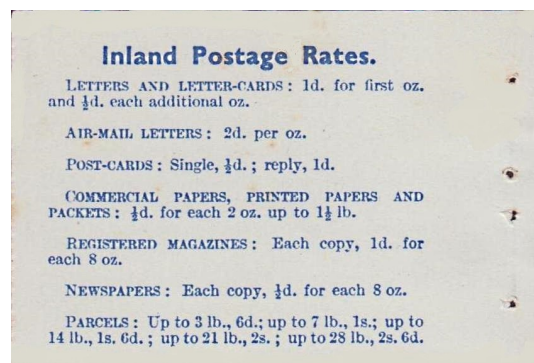 Inland Postage Rates.
LETTERS AND LETTER-CARDS : 1d. for first oz.
and ½d. each additional oz.
AIR-MAIL LETTERS : 2d. per oz.
POST-CARDS : Single, ½d. ; reply, 1d.
COMMERCIAL PAPERS, PRINTED PAPERS AND
PACKETS : ½d. for each 2 oz. up to 1½ lb.
REGISTERED MAGAZINES : Each copy, 1d. for
each 8 oz.
NEWSPAPERS : Each copy, ½d. for each 8 oz.
PARCELS : Up to 3 lb., 6d.; up to 7 lb., 1s.; up to
14 lb., 1s. 6d. ; up to 21 lb., 2s. ; up to 28 lb., 2s. 6d.